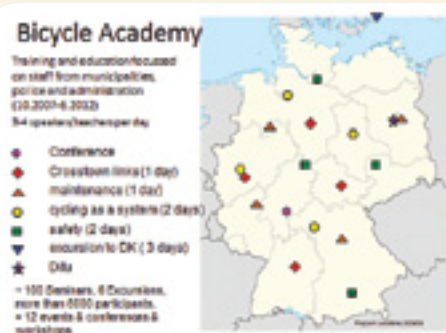 Bicycle Academy
Training and education focussed
on staff from municipalities,
police and administration
(10.2007-6.2012)
3-4 speakers/teachers per day
Conference
Crosstown links (1 day)
maintenance (1 day)
cycling as a system (2 days)
safety (2 days)
excursion to DK (3 days)
Difu
≈ 100 Seminars, 6 Excursions,
more than 6000 participants.
≈ 12 events & conferences &
workshops